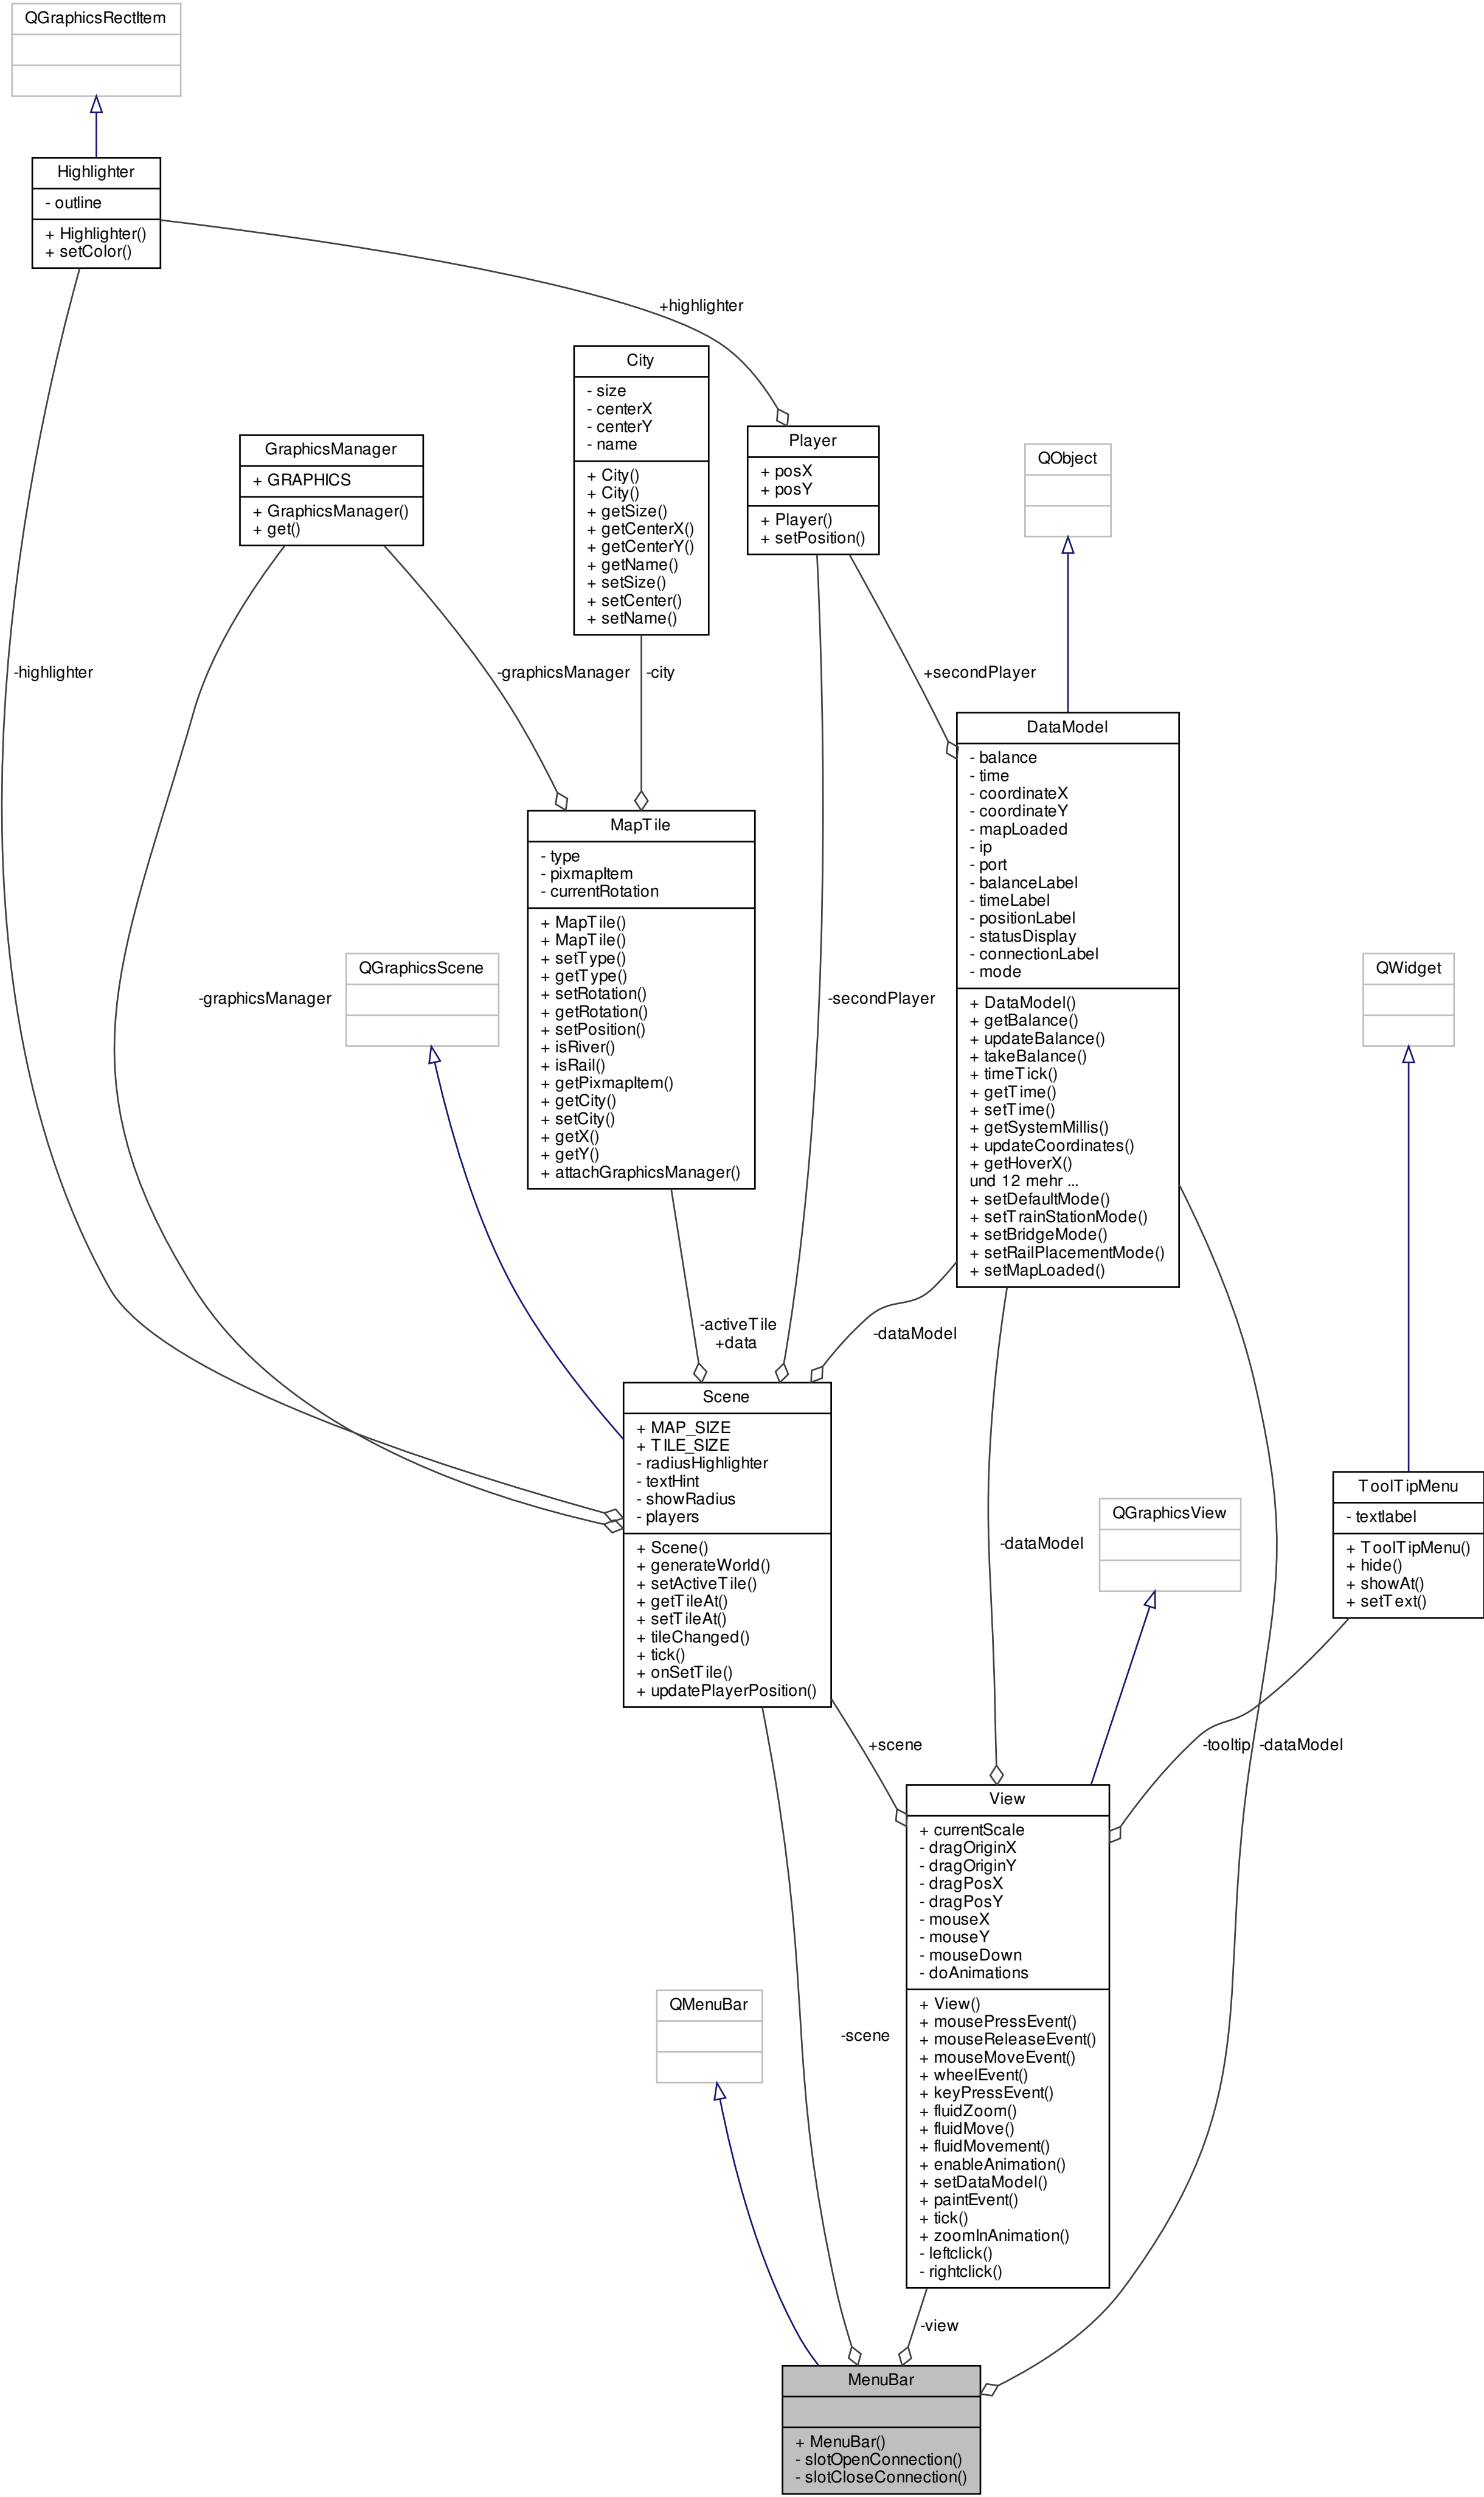 QGraphicsRectItem
Highlighter
- outline
+ Highlighter()
+ setColor()
+highlighter
City
- size
- centerX
- centerY
- name
+ City()
+ City()
+ getSize()
+ getCenterX()
+ getCenterY()
+ getName()
+ setSize()
+ setCenter()
+ setName()
GraphicsManager
+ GRAPHICS
+ GraphicsManager()
+ get()
Player
+ posX
+ posY
+ Player()
+ setPosition()
QObject
-highlighter
-graphicsManager
-city
+secondPlayer
DataModel
- balance
- time
- coordinateX
- coordinateY
- mapLoaded
- ip
- port
- balanceLabel
- timeLabel
- positionLabel
- statusDisplay
- connectionLabel
- mode
+ DataModel()
+ getBalance()
+ updateBalance()
+ takeBalance()
+ timeTick()
+ getTime()
+ setTime()
+ getSystemMillis()
+ updateCoordinates()
+ getHoverX()
und 12 mehr ...
+ setDefaultMode()
+ setTrainStationMode()
+ setBridgeMode()
+ setRailPlacementMode()
+ setMapLoaded()
MapTile
- type
- pixmapItem
- currentRotation
+ MapTile()
+ MapTile()
+ setType()
+ getType()
+ setRotation()
+ getRotation()
+ setPosition()
+ isRiver()
+ isRail()
+ getPixmapItem()
+ getCity()
+ setCity()
+ getX()
+ getY()
+ attachGraphicsManager()
QGraphicsScene
QWidget
-graphicsManager
-secondPlayer
-activeTile
+data
-dataModel
Scene
+ MAP_SIZE
+ TILE_SIZE
- radiusHighlighter
- textHint
- showRadius
- players
+ Scene()
+ generateWorld()
+ setActiveTile()
+ getTileAt()
+ setTileAt()
+ tileChanged()
+ tick()
+ onSetTile()
+ updatePlayerPosition()
-dataModel
QGraphicsView
ToolTipMenu
- textlabel
+ ToolTipMenu()
+ hide()
+ showAt()
+ setText()
+scene
-tooltip
-dataModel
View
+ currentScale
- dragOriginX
- dragOriginY
- dragPosX
- dragPosY
- mouseX
- mouseY
- mouseDown
- doAnimations
+ View()
+ mousePressEvent()
+ mouseReleaseEvent()
+ mouseMoveEvent()
+ wheelEvent()
+ keyPressEvent()
+ fluidZoom()
+ fluidMove()
+ fluidMovement()
+ enableAnimation()
+ setDataModel()
+ paintEvent()
+ tick()
+ zoomInAnimation()
- leftclick()
- rightclick()
QMenuBar
-scene
-view
MenuBar
+ MenuBar()
- slotOpenConnection()
- slotCloseConnection()